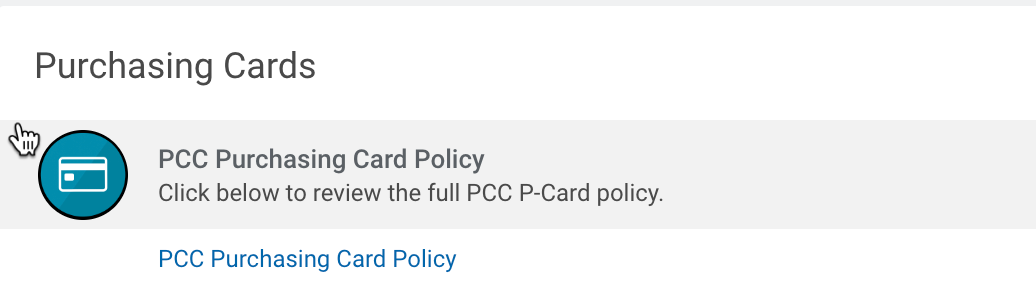 Purchasing Cards
PCC Purchasing Card Policy
Click below to review the full PCC P-Card policy.
PCC Purchasing Card Policy